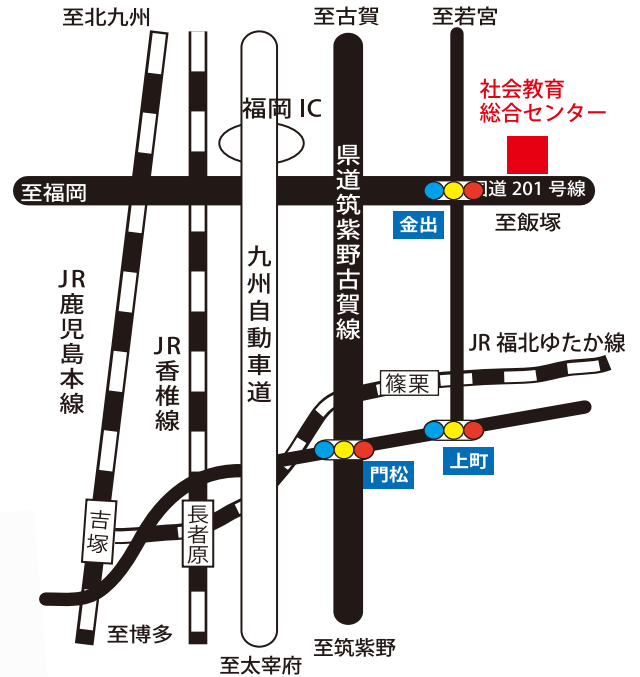 至北九州
至古賀
至若宮
社会教育
総合センター
福岡 IC
至福岡
国道 201 号線
金出
至飯塚
県道筑紫野古賀線
九州自動車道
JR鹿児島本線
JR香椎線
JR 福北ゆたか線
篠栗
上町
門松
吉塚
長者原
至博多
至太宰府
至筑紫野